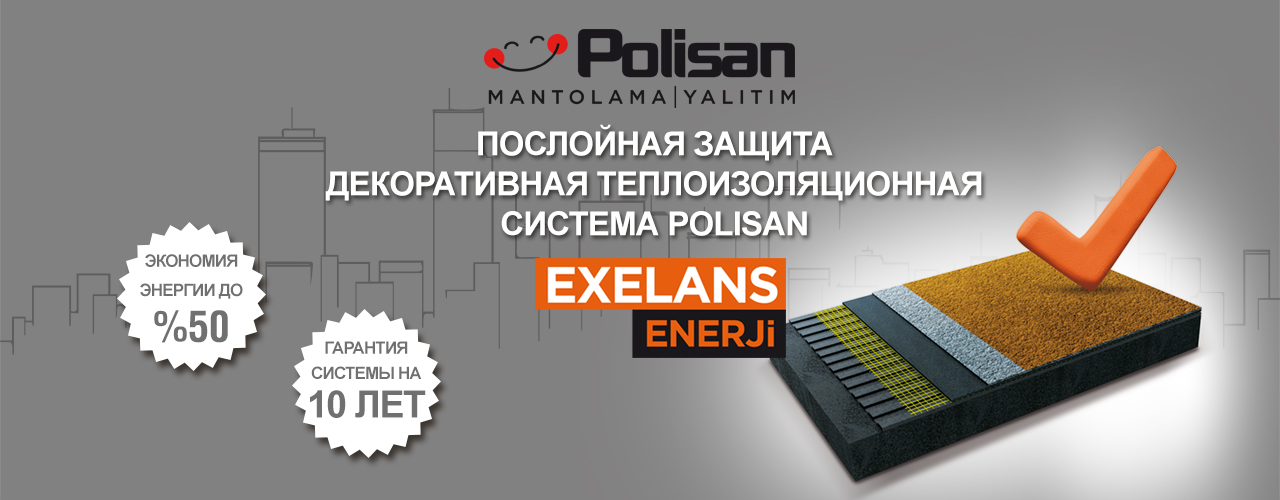 Polisan
MANTOLAMA|YALITIM
ПОСЛОЙНАЯ ЗАЩИТА
ДЕКОРАТИВНАЯ ТЕПЛОИЗОЛЯЦИОННАЯ
СИСТЕМА POLISAN
EXELANS
ENERJi
ЭКОНОМИЯ
ЭНЕРГИИ ДО
%50
ГАРАНТИЯ
СИСТЕМЫ НА
10 ЛЕТ